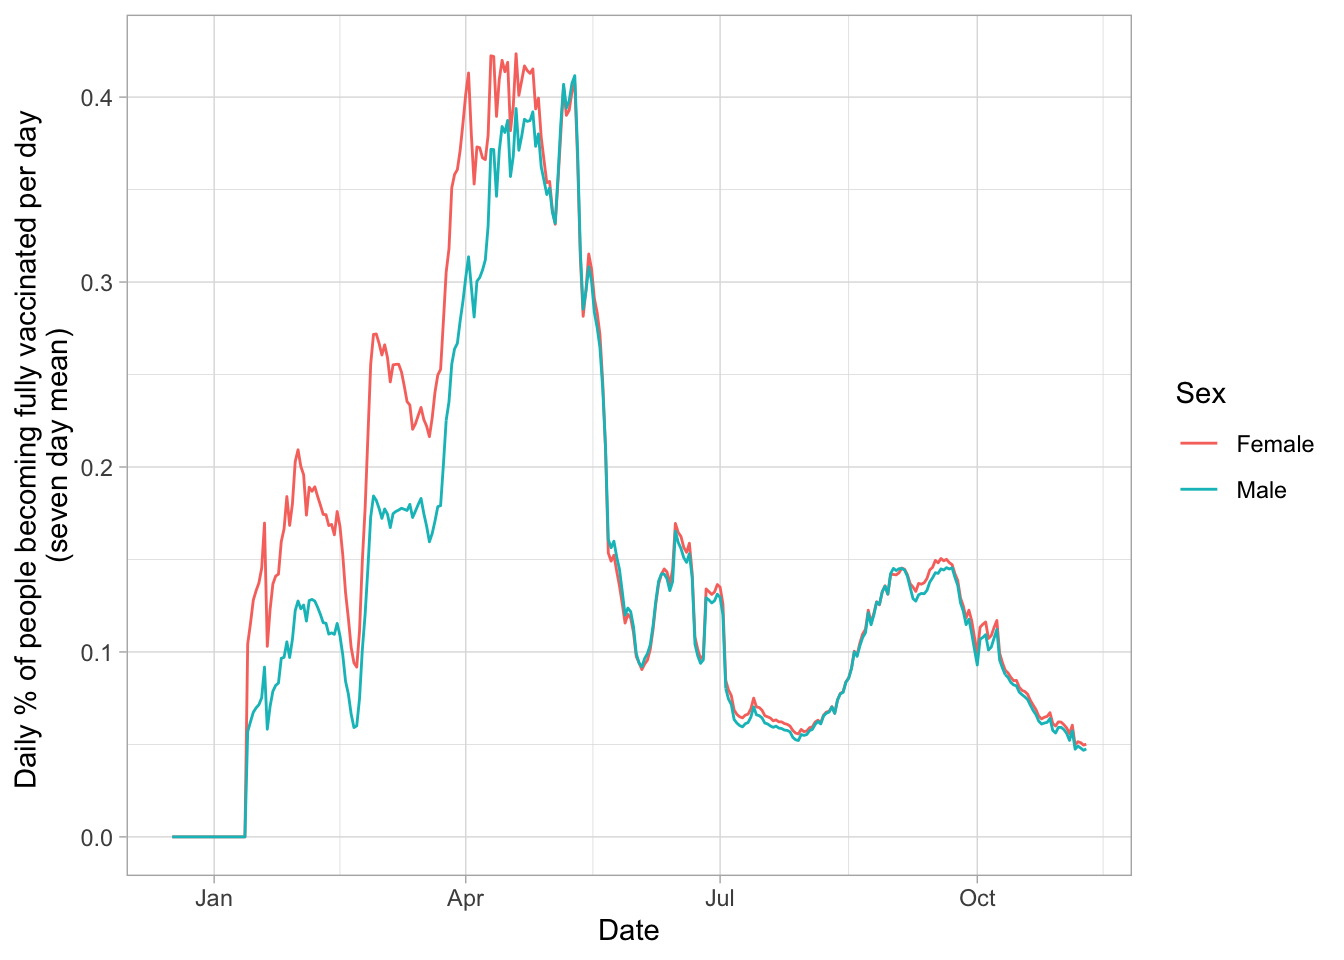 Daily % of people becoming fully vaccinated per day
(seven day mean)
0.4
0.3
0.2
0.1
0.0
Jan
Apr
Jul
Oct
Date
Sex
Female
Male